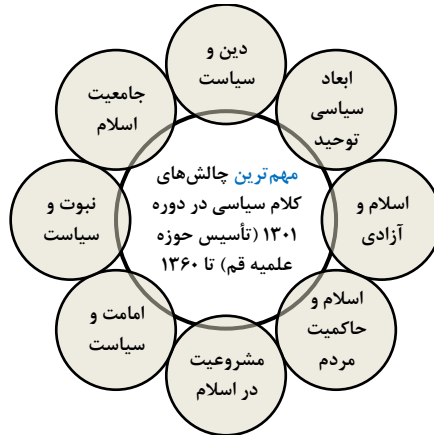 دین و
سیاست
ابعاد
سیاسی
توحید
اسلام و
آزادی
اسلام و
حاکمیت
مردم
مشروعیت
در اسلام
امامت و
سیاست
نبوت و
سیاست
جامعیت
اسلام
مهم‌ترین چالش‌های
کلام سیاسی در دوره
۱۳۰۱ (تأسیس حوزه
علمیه قم) تا ۱۳۶۰